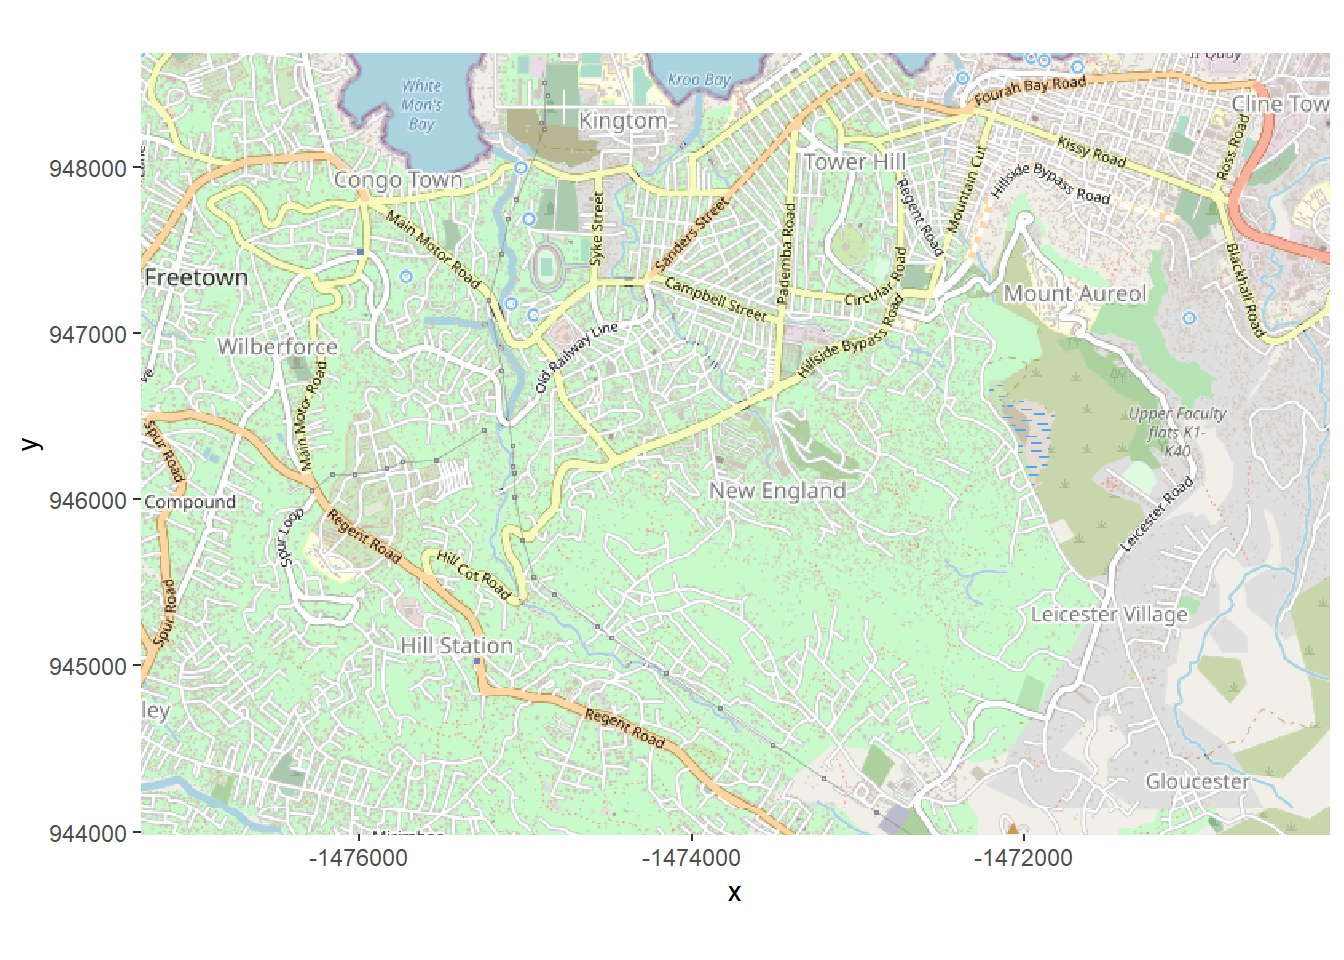 White
Man's
Bay
Kroo Bay
Kingtom
Fourah Bay Road
Cline Tow
Kissy Road
Ross Road
Tower Hill
Mountain Cut
Hillside Bypass Road
Regent Road
948000
Congo Town
Main Motor Road
Syke Street
Sanders Street
Pademba Road
Circular Road
Blackhall Road
Freetown
Campbell Street
Mount Aureol
947000
Wilberforce
Old Railway Line
Hillside Bypass Road
Main Motor Road
ve
Upper Faculty
flats K1-
K40
y
Spur Road
946000
Compound
New England
Leicester Road
Spur Loop
Regent Road
Hill Cot Road
Spur Road
Leicester Village
Hill Station
945000
ley
Regent Road
Gloucester
944000
-1476000
-1474000
-1472000
x